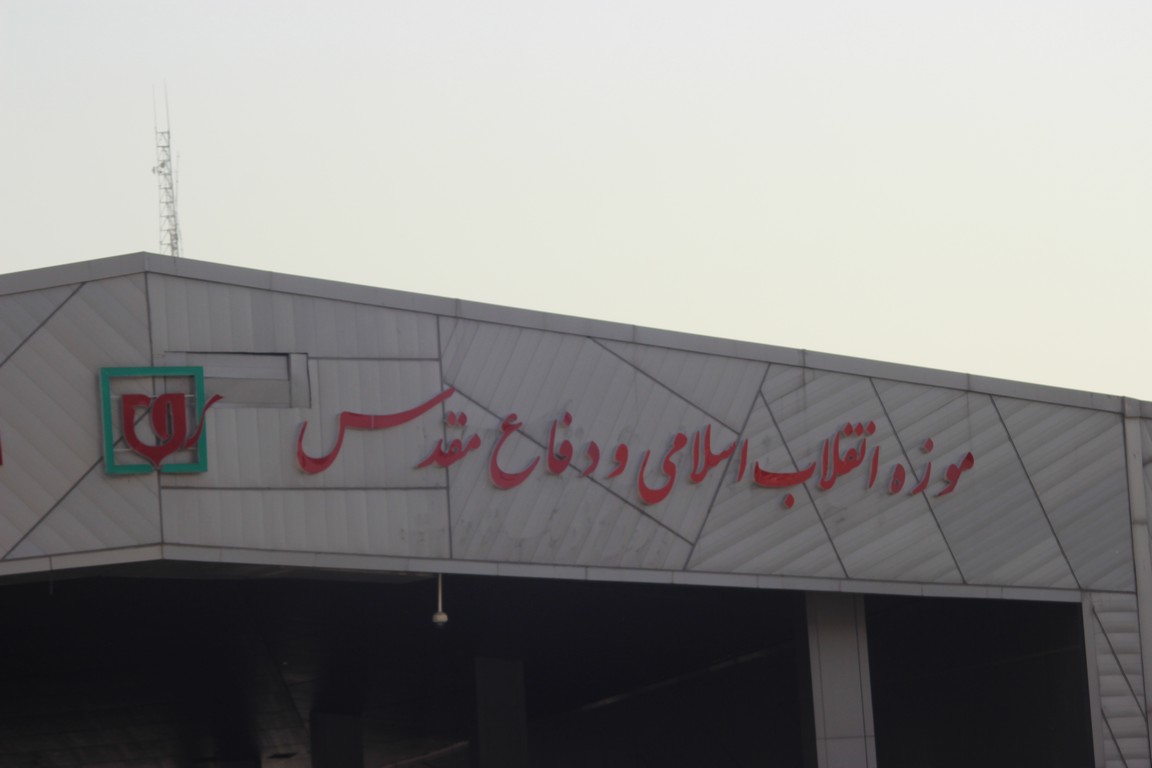 موزه انقلاب اسلامی و دفاع مقدس